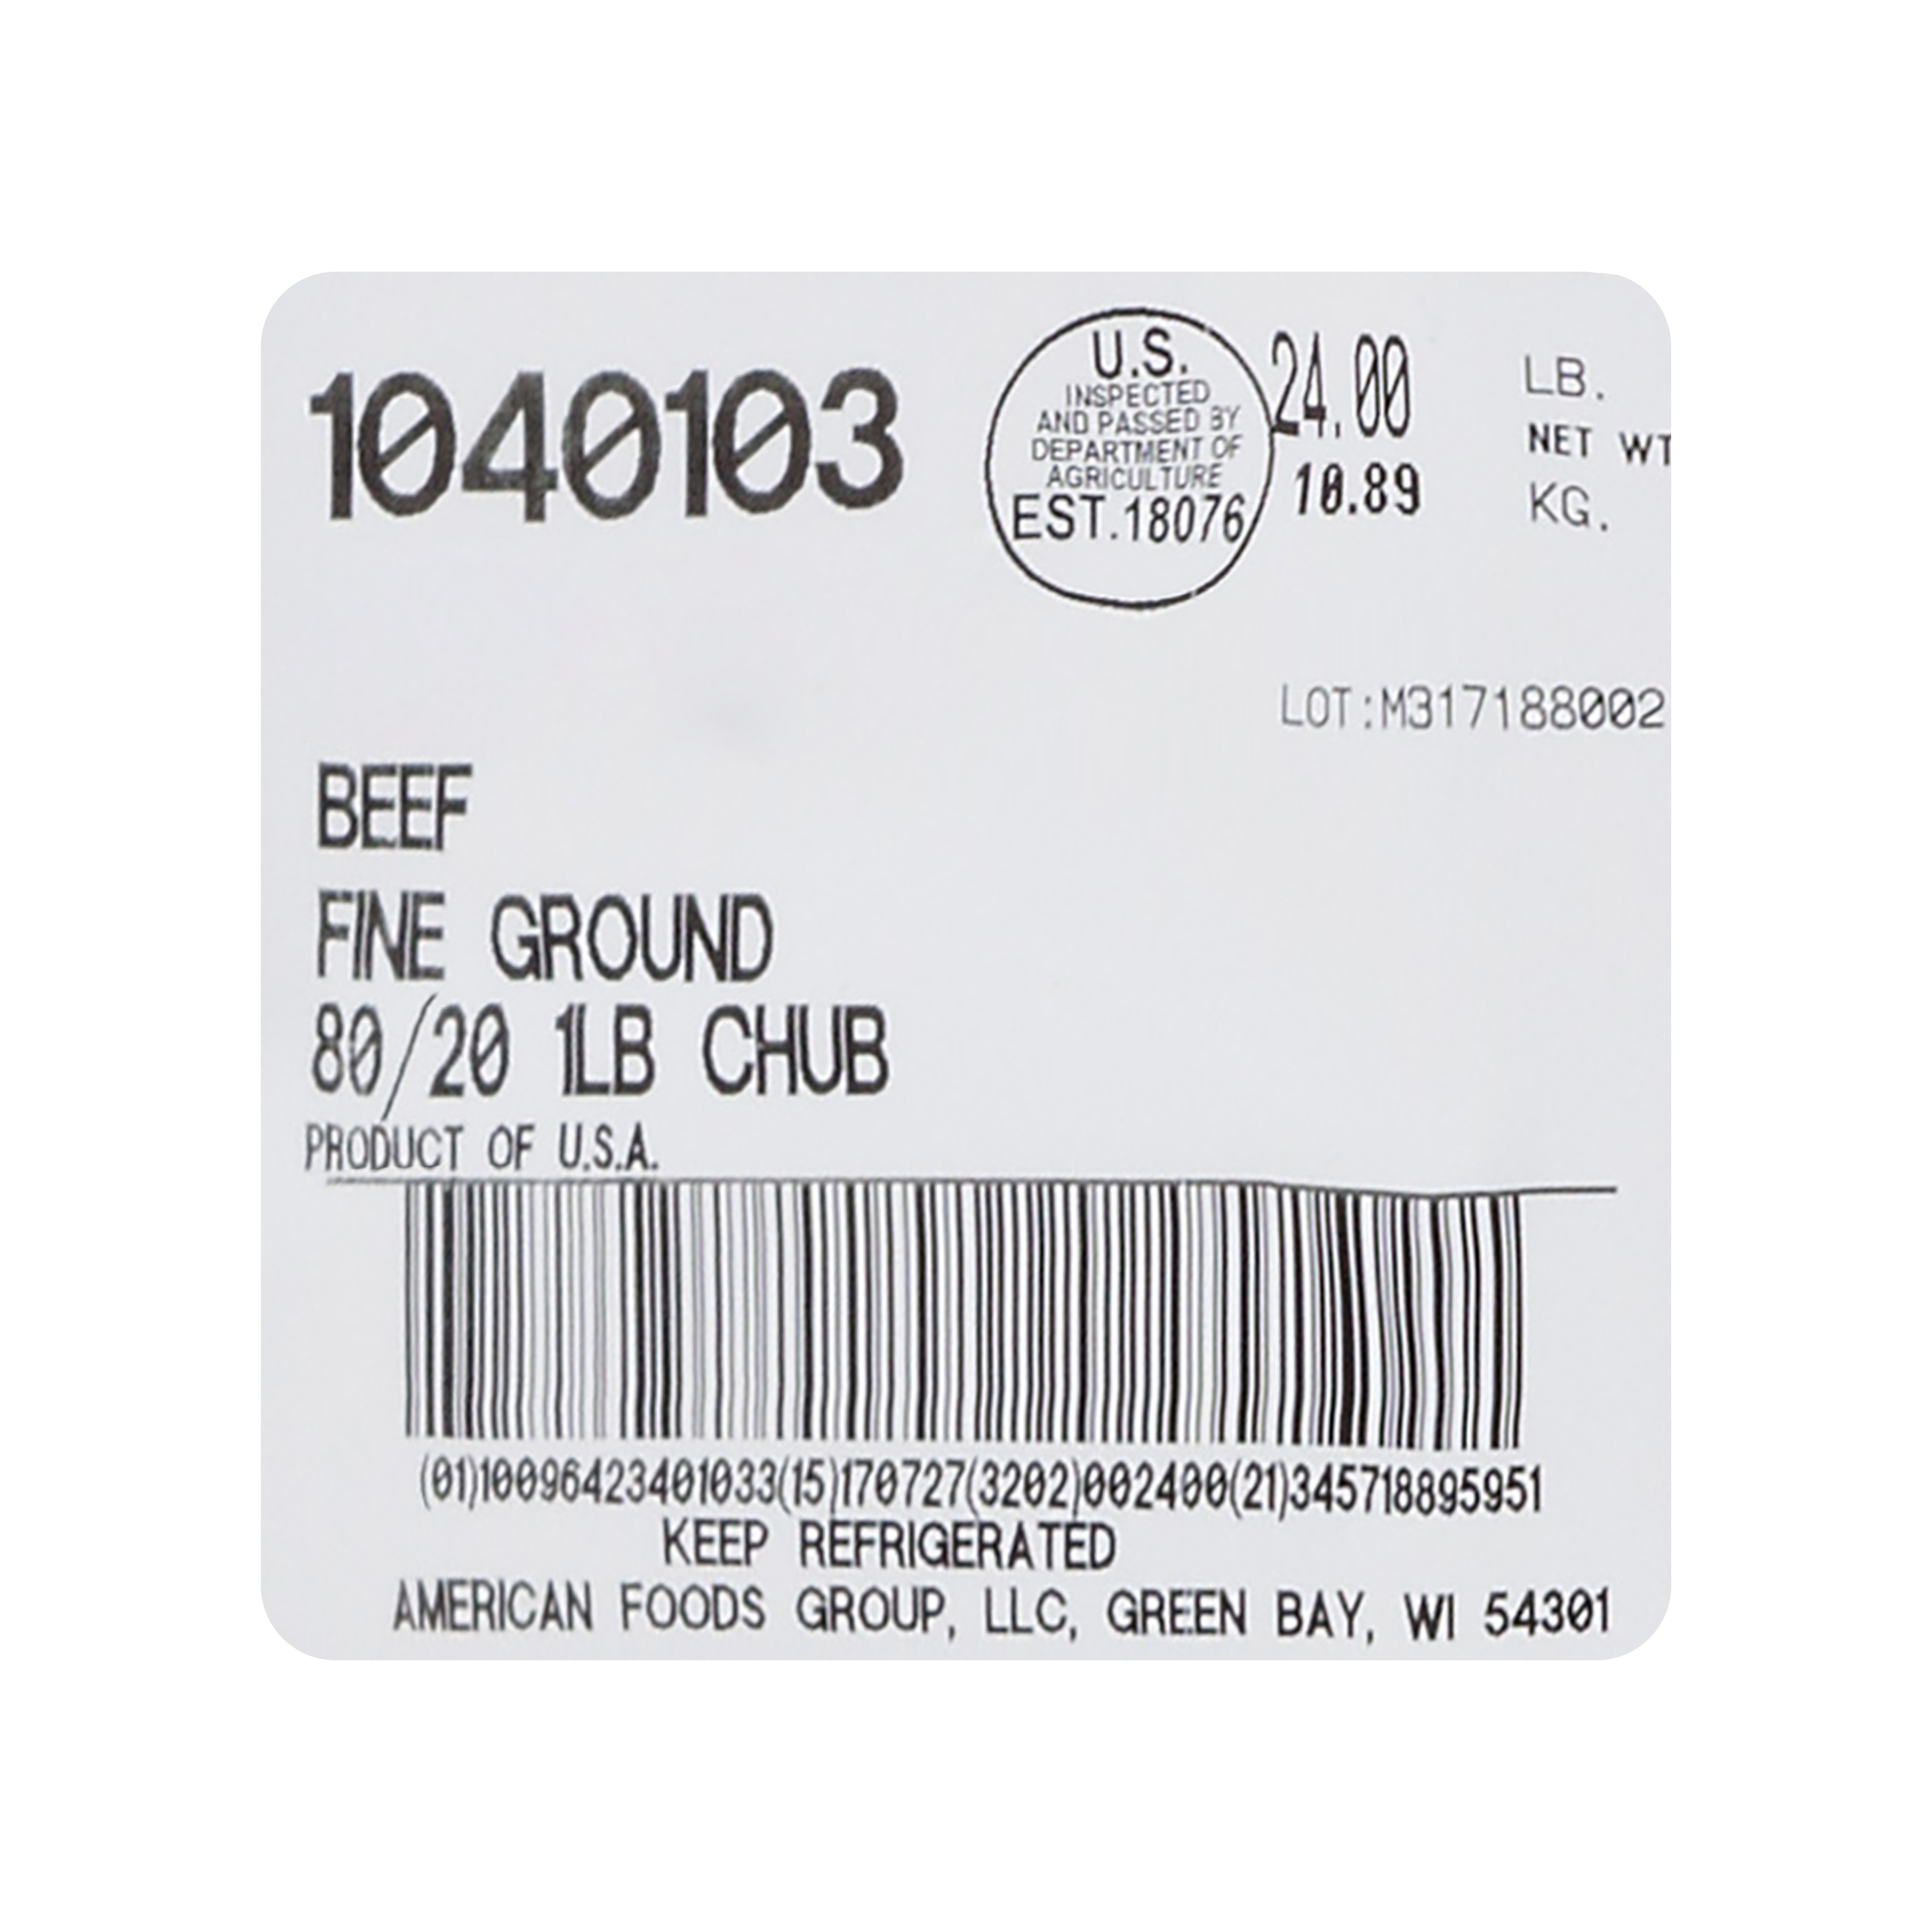 1040103
U.S.
INSPECTED
AND PASSED BY
DEPARTMENT OF
AGRICULTURE
EST.18076
24.00 LB.
NET WT
10.89 KG.
LOT:M317188002
BEEF
FINE GROUND
80/20 1LB CHUB
PRODUCT OF U.S.A.
(01)10096423401033(15)170727(3202)002400(21)345718895951
KEEP REFRIGERATED
AMERICAN FOODS GROUP, LLC, GREEN BAY, WI 54301